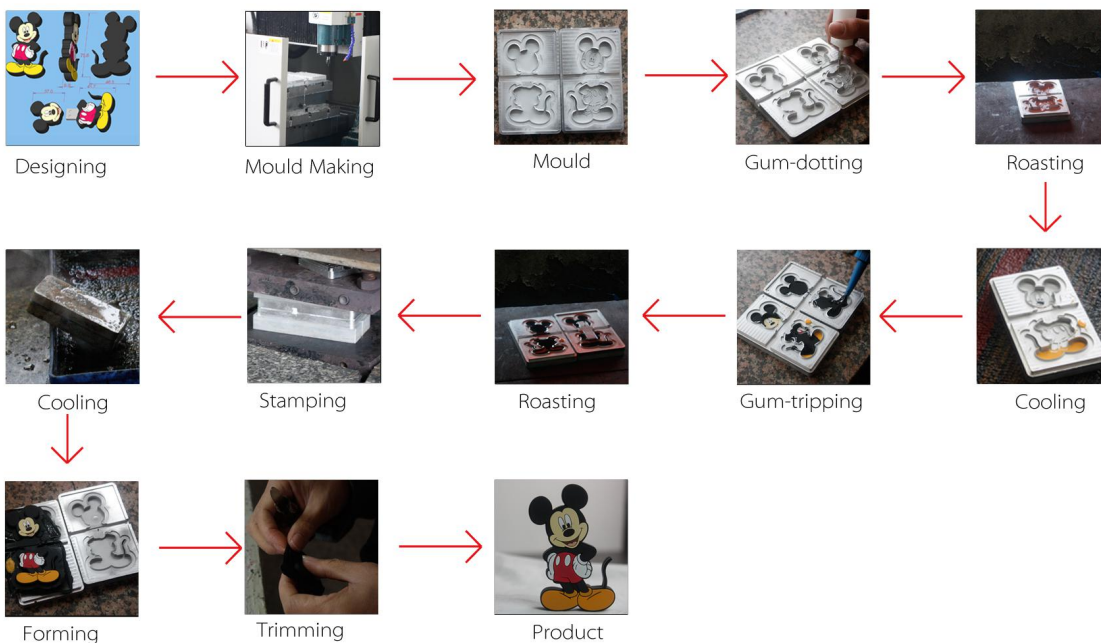 Designing
Mould Making
Mould
Gum-dotting
Roasting
Cooling
Stamping
Roasting
Gum-tripping
Cooling
Forming
Trimming
Product